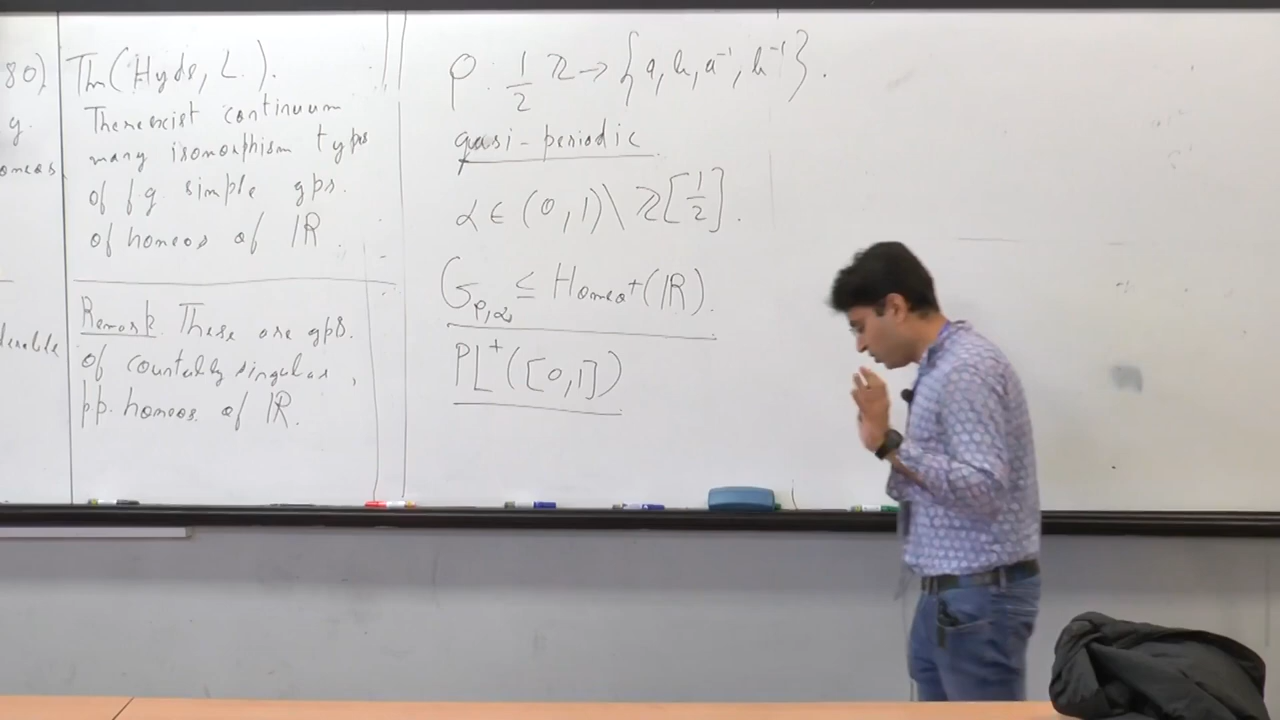 80)
y.
omeos
Thm (Hyde, L.).
There exist continuum
many isomorphism types
of f.g. simple gps.
of homeos of ℝ.
Remark. These are gps.
of countably singular,
pp. homeos. of ℝ.
ρ: 1/2 ℤ → {a, b, a⁻¹, b⁻¹}.
quasi-periodic
α ∈ (0,1) \ ℤ[1/2].
G_{ρ,α} ≤ Homeo⁺(ℝ).
PL⁺([0,1])